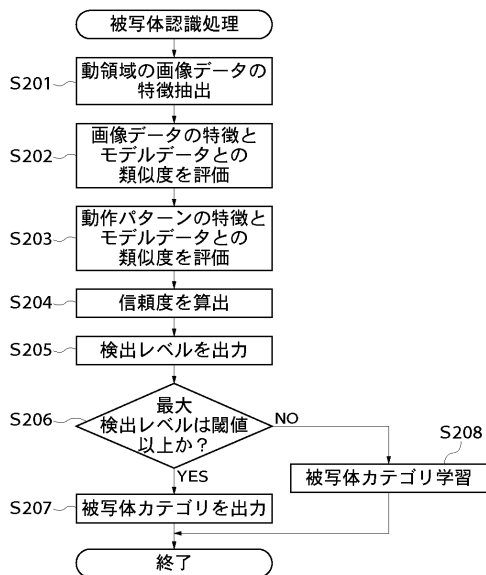 被写体認識処理
S201
動領域の画像データの
特徴抽出
S202
画像データの特徴と
モデルデータとの
類似度を評価
S203
動作パターンの特徴と
モデルデータとの
類似度を評価
S204
信頼度を算出
S205
検出レベルを出力
S206
最大
検出レベルは閾値
以上か?
NO
YES
S208
被写体カテゴリ学習
S207
被写体カテゴリを出力
終了